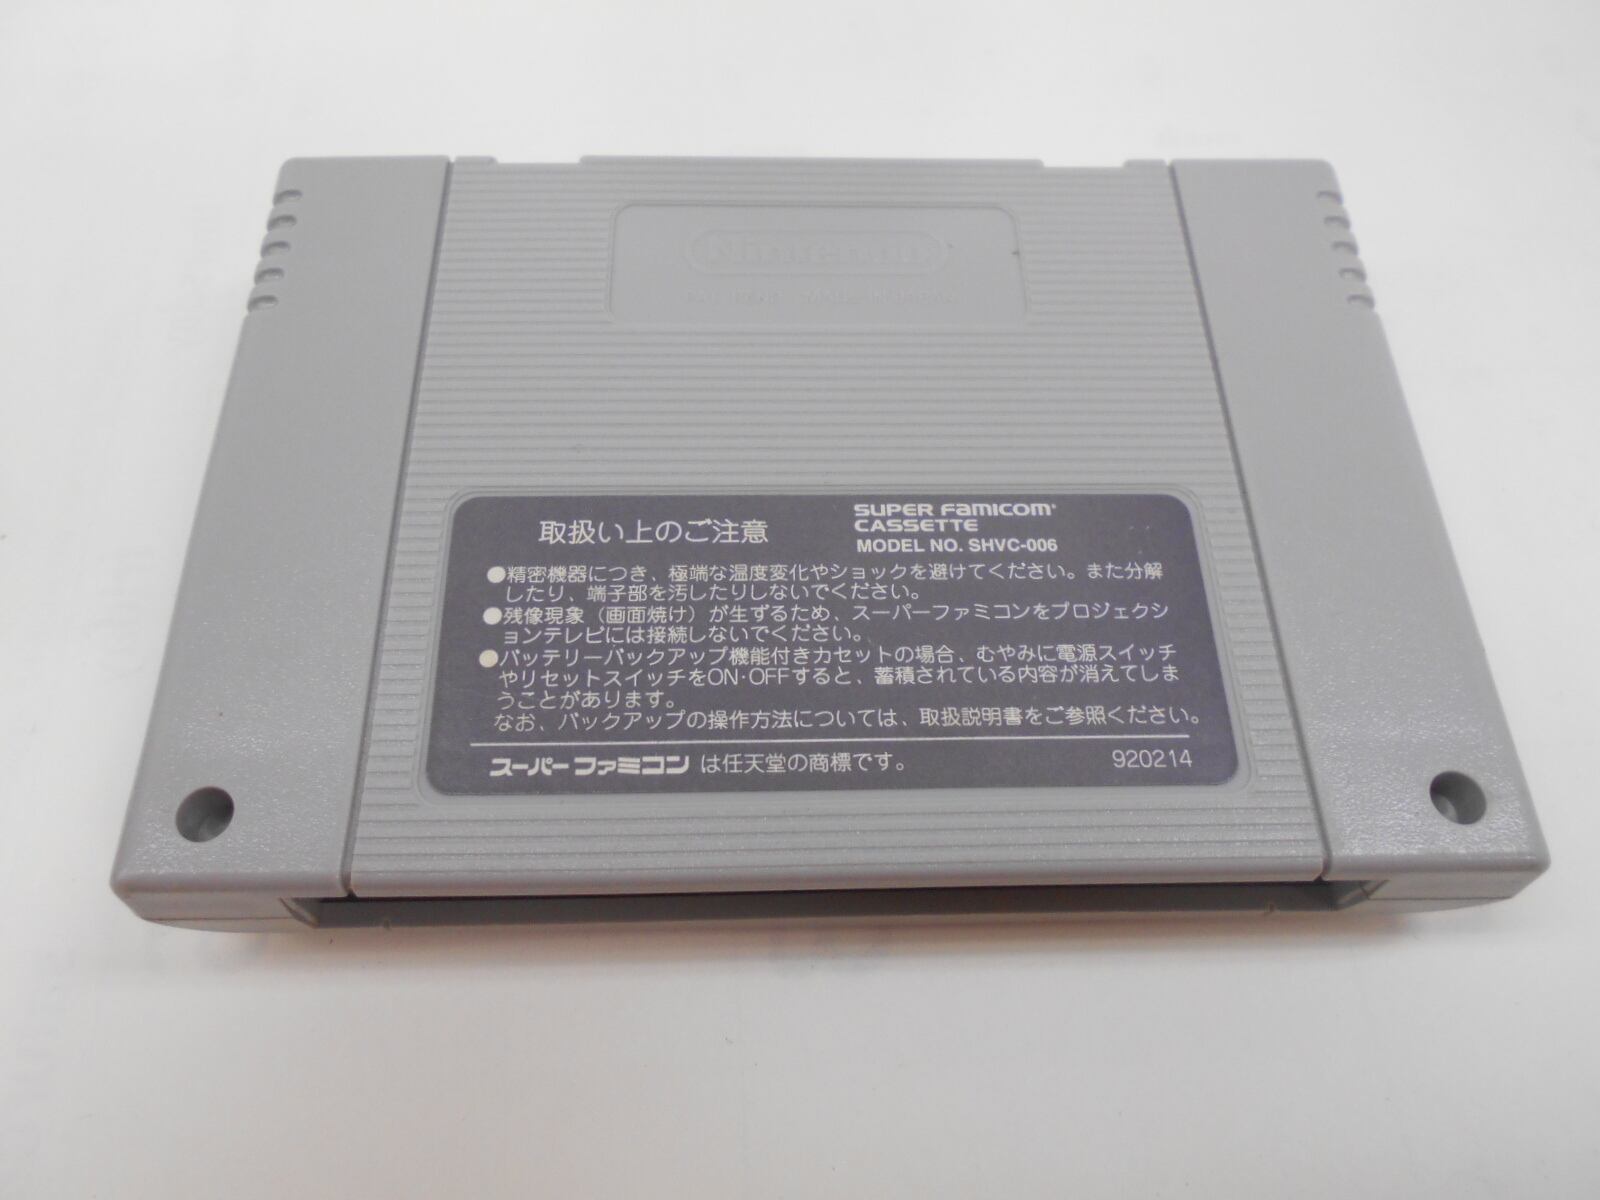 Nintendo
取扱い上のご注意
SUPER FAMICOM
CASSETTE
MODEL NO. SHVC-006
●精密機器につき、極端な温度変化やショックを避けてください。また分解
したり、端子部を汚したりしないでください。
●残像現象（画面焼け）が生ずるため、スーパーファミコンをプロジェクシ
ョンテレビには接続しないでください。
●バッテリーバックアップ機能付きカセットの場合、むやみに電源スイッチ
やリセットスイッチをON・OFFすると、蓄積されている内容が消えてしま
うことがあります。
なお、バックアップの操作方法については、取扱説明書をご参照ください。
スーパーファミコン は任天堂の商標です。
920214